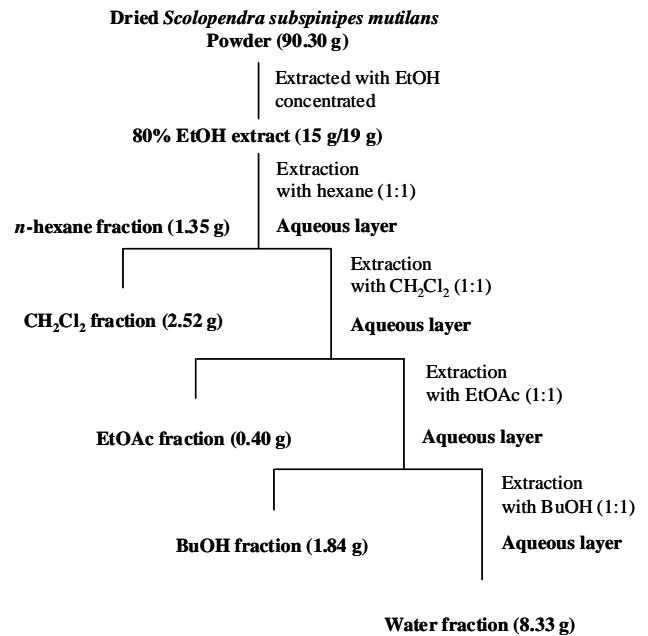 Dried Scolopendra subspinipes mutilans
Powder (90.30 g)
Extracted with EtOH
concentrated
80% EtOH extract (15 g/19 g)
Extraction
with hexane (1:1)
n-hexane fraction (1.35 g)
Aqueous layer
Extraction
with CH₂Cl₂ (1:1)
CH₂Cl₂ fraction (2.52 g)
Aqueous layer
Extraction
with EtOAc (1:1)
EtOAc fraction (0.40 g)
Aqueous layer
Extraction
with BuOH (1:1)
BuOH fraction (1.84 g)
Aqueous layer
Water fraction (8.33 g)